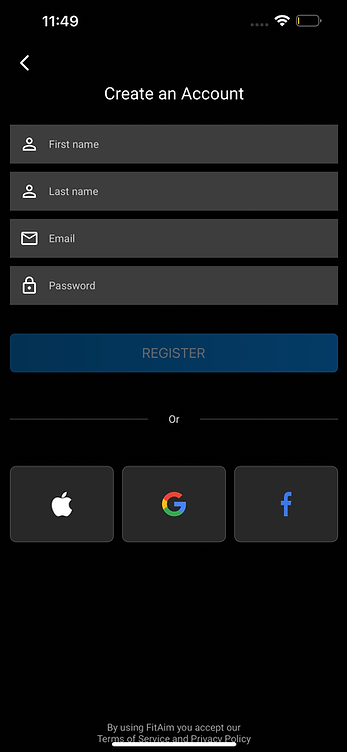 11:49
Create an Account
First name
Last name
Email
Password
REGISTER
Or
By using FitAim you accept our
Terms of Service and Privacy Policy